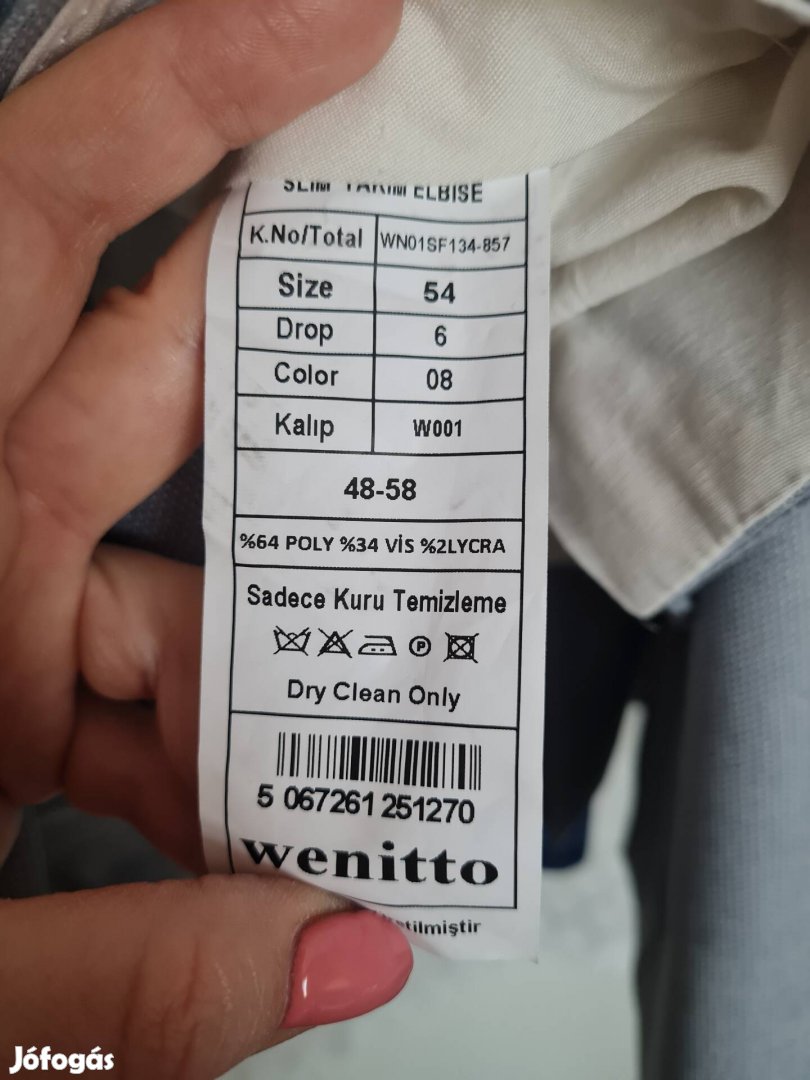 SLIM TAKIM ELBISE
K.No/Total WN01SF134-857
Size 54
Drop 6
Color 08
Kalıp W001
48-58
%64 POLY %34 VİS %2LYCRA
Sadece Kuru Temizleme
P
Dry Clean Only
5 067261 251270
wenitto
Jófogás